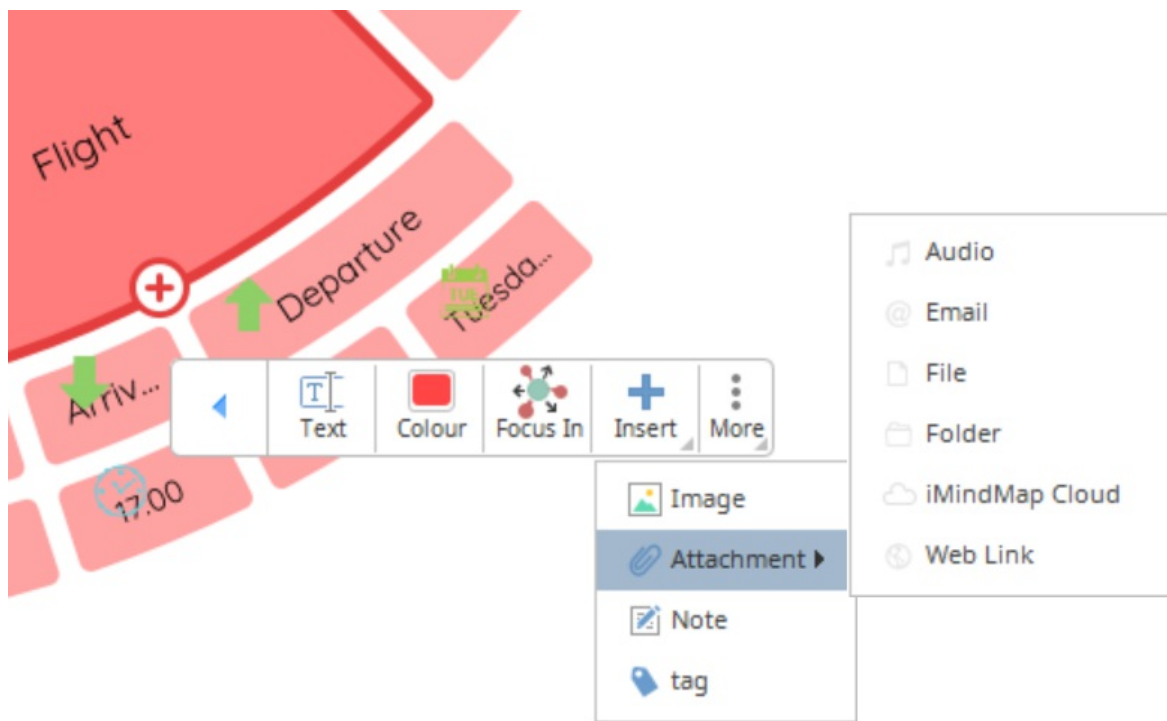 Flight
Departure
TUE
Tuesda...
Arriv...
17:00
Text
Colour
Focus In
Insert
More
Image
Attachment
Note
tag
Audio
Email
File
Folder
iMindMap Cloud
Web Link